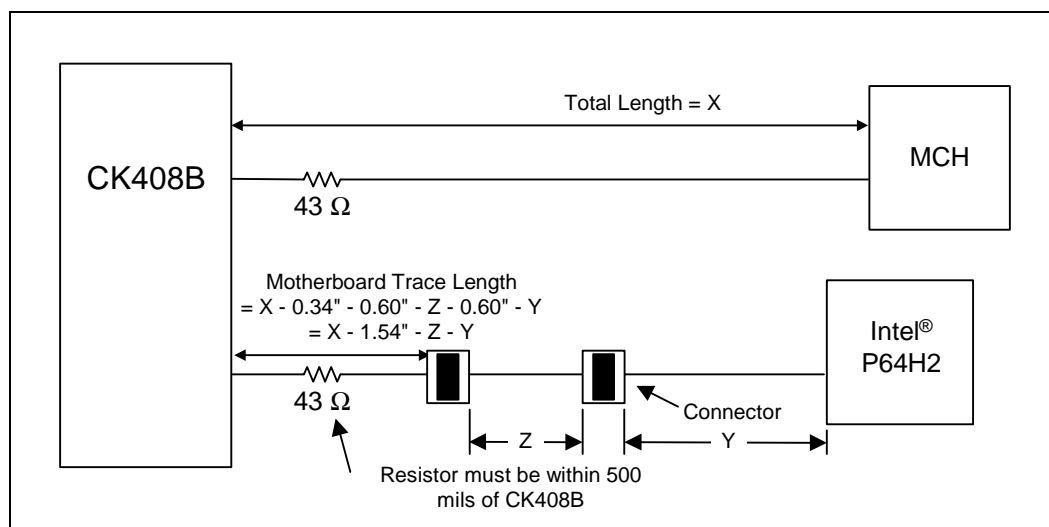 Total Length = X
CK408B
MCH
43 Ω
Motherboard Trace Length
= X - 0.34" - 0.60" - Z - 0.60" - Y
= X - 1.54" - Z - Y
Intel®
P64H2
43 Ω
Connector
Z
Y
Resistor must be within 500
mils of CK408B